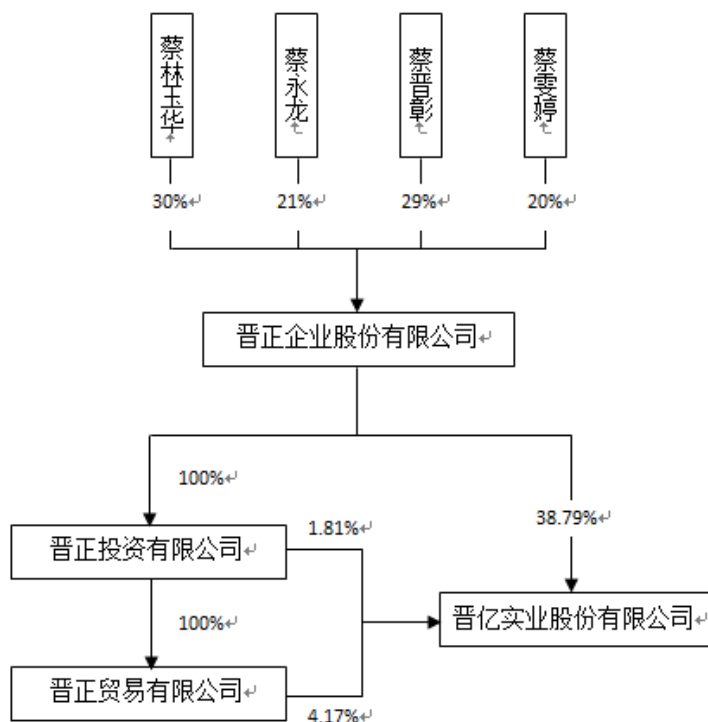 蔡林玉华
蔡永龙
蔡晋彰
蔡雯婷
30%
21%
29%
20%
晋正企业股份有限公司
100%
1.81%
38.79%
晋正投资有限公司
100%
晋亿实业股份有限公司
晋正贸易有限公司
4.17%